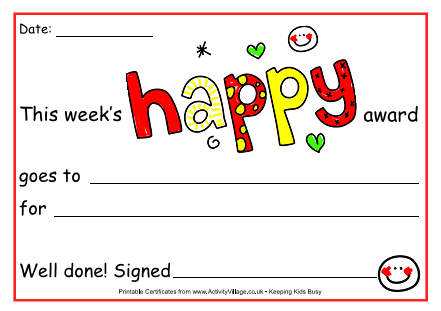 Date:
This week's happy award
goes to
for
Well done! Signed
Printable Certificates from www.ActivityVillage.co.uk - Keeping Kids Busy